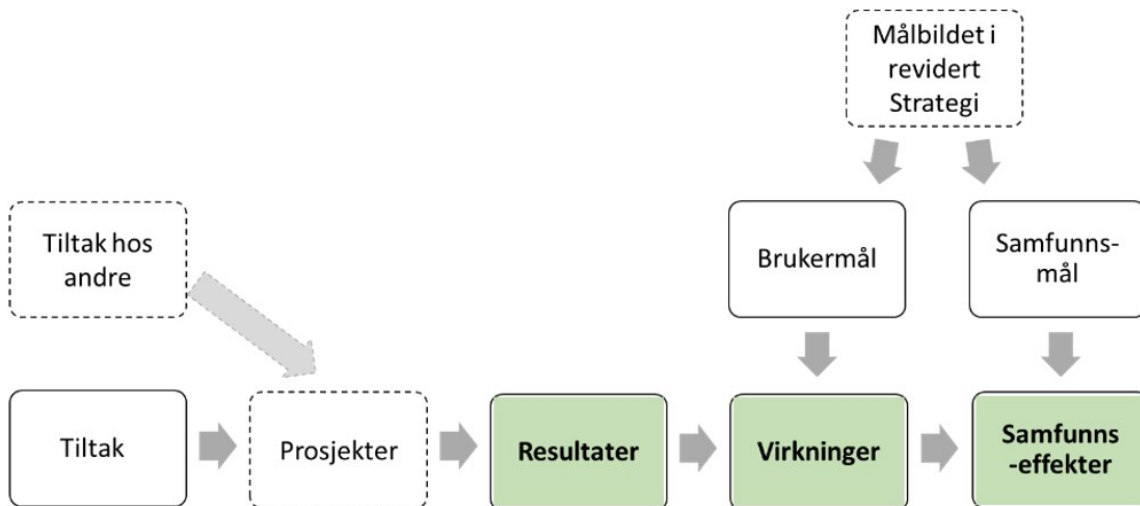 Målbildet i
revidert
Strategi
Tiltak hos
andre
Brukermål
Samfunns-
mål
Tiltak
Prosjekter
Resultater
Virkninger
Samfunns
-effekter